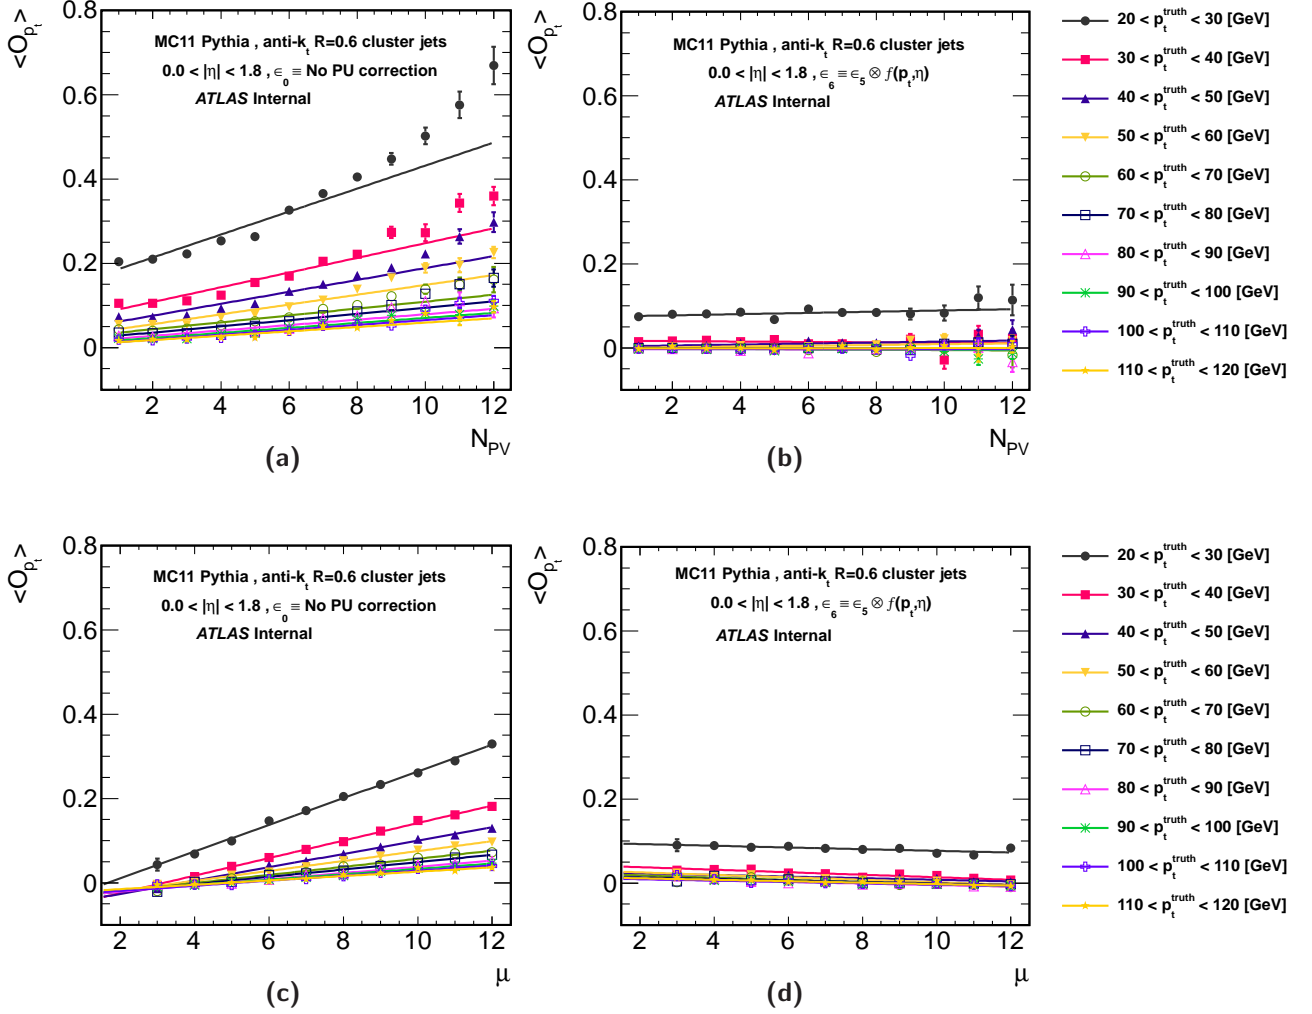 <O_{p_t}>
0.8
0.6
0.4
0.2
0
MC11 Pythia , anti-k_t R=0.6 cluster jets
0.0 < |η| < 1.8 , ϵ_0 ≡ No PU correction
ATLAS Internal
2 4 6 8 10 12
N_PV
(a)
<O_{p_t}>
0.8
0.6
0.4
0.2
0
MC11 Pythia , anti-k_t R=0.6 cluster jets
0.0 < |η| < 1.8 , ϵ_6 ≡ ϵ_5 ⊗ f(p_t,η)
ATLAS Internal
2 4 6 8 10 12
N_PV
(b)
20 < p_t^truth < 30 [GeV]
30 < p_t^truth < 40 [GeV]
40 < p_t^truth < 50 [GeV]
50 < p_t^truth < 60 [GeV]
60 < p_t^truth < 70 [GeV]
70 < p_t^truth < 80 [GeV]
80 < p_t^truth < 90 [GeV]
90 < p_t^truth < 100 [GeV]
100 < p_t^truth < 110 [GeV]
110 < p_t^truth < 120 [GeV]
<O_{p_t}>
0.8
0.6
0.4
0.2
0
MC11 Pythia , anti-k_t R=0.6 cluster jets
0.0 < |η| < 1.8 , ϵ_0 ≡ No PU correction
ATLAS Internal
2 4 6 8 10 12
μ
(c)
<O_{p_t}>
0.8
0.6
0.4
0.2
0
MC11 Pythia , anti-k_t R=0.6 cluster jets
0.0 < |η| < 1.8 , ϵ_6 ≡ ϵ_5 ⊗ f(p_t,η)
ATLAS Internal
2 4 6 8 10 12
μ
(d)
20 < p_t^truth < 30 [GeV]
30 < p_t^truth < 40 [GeV]
40 < p_t^truth < 50 [GeV]
50 < p_t^truth < 60 [GeV]
60 < p_t^truth < 70 [GeV]
70 < p_t^truth < 80 [GeV]
80 < p_t^truth < 90 [GeV]
90 < p_t^truth < 100 [GeV]
100 < p_t^truth < 110 [GeV]
110 < p_t^truth < 120 [GeV]